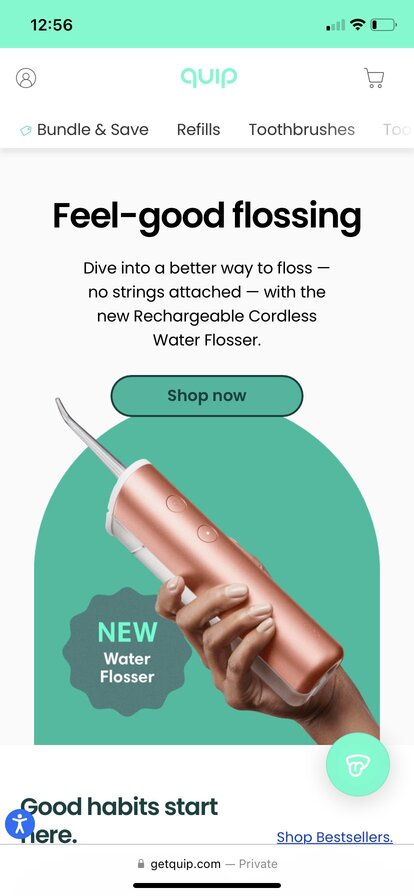 12:56
quip
Bundle & Save Refills Toothbrushes
Feel-good flossing
Dive into a better way to floss —
no strings attached — with the
new Rechargeable Cordless
Water Flosser.
Shop now
NEW
Water
Flosser
Good habits start
here.
Shop Bestsellers.
getquip.com — Private